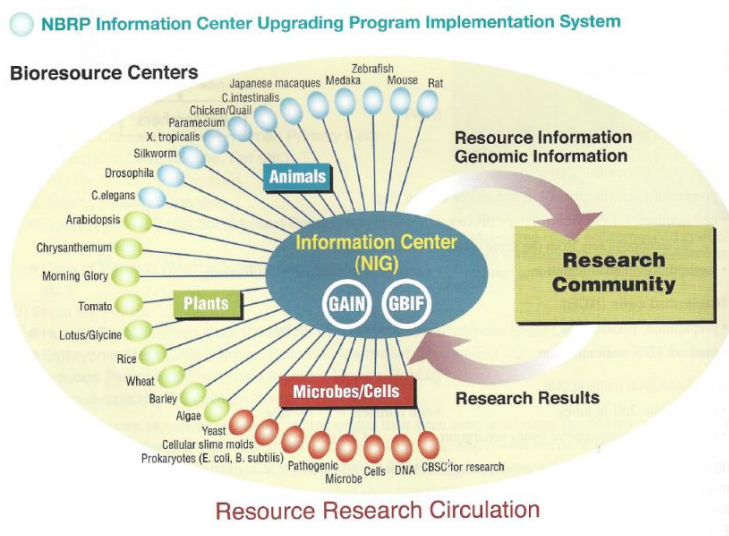 NBRP Information Center Upgrading Program Implementation System
Bioresource Centers
Rat
Mouse
Zebrafish
Medaka
Japanese macaques
C.intestinalis
Chicken/Quail
Paramecium
X. tropicalis
Silkworm
Drosophila
C.elegans
Animals
Arabidopsis
Chrysanthemum
Morning Glory
Tomato
Lotus/Glycine
Rice
Wheat
Barley
Algae
Plants
Yeast
Cellular slime molds
Prokaryotes (E. coli, B. subtilis)
Pathogenic
Microbe
Cells
DNA
CBSC for research
Microbes/Cells
Information Center
(NIG)
GAIN
GBIF
Resource Information
Genomic Information
Research
Community
Research Results
Resource Research Circulation